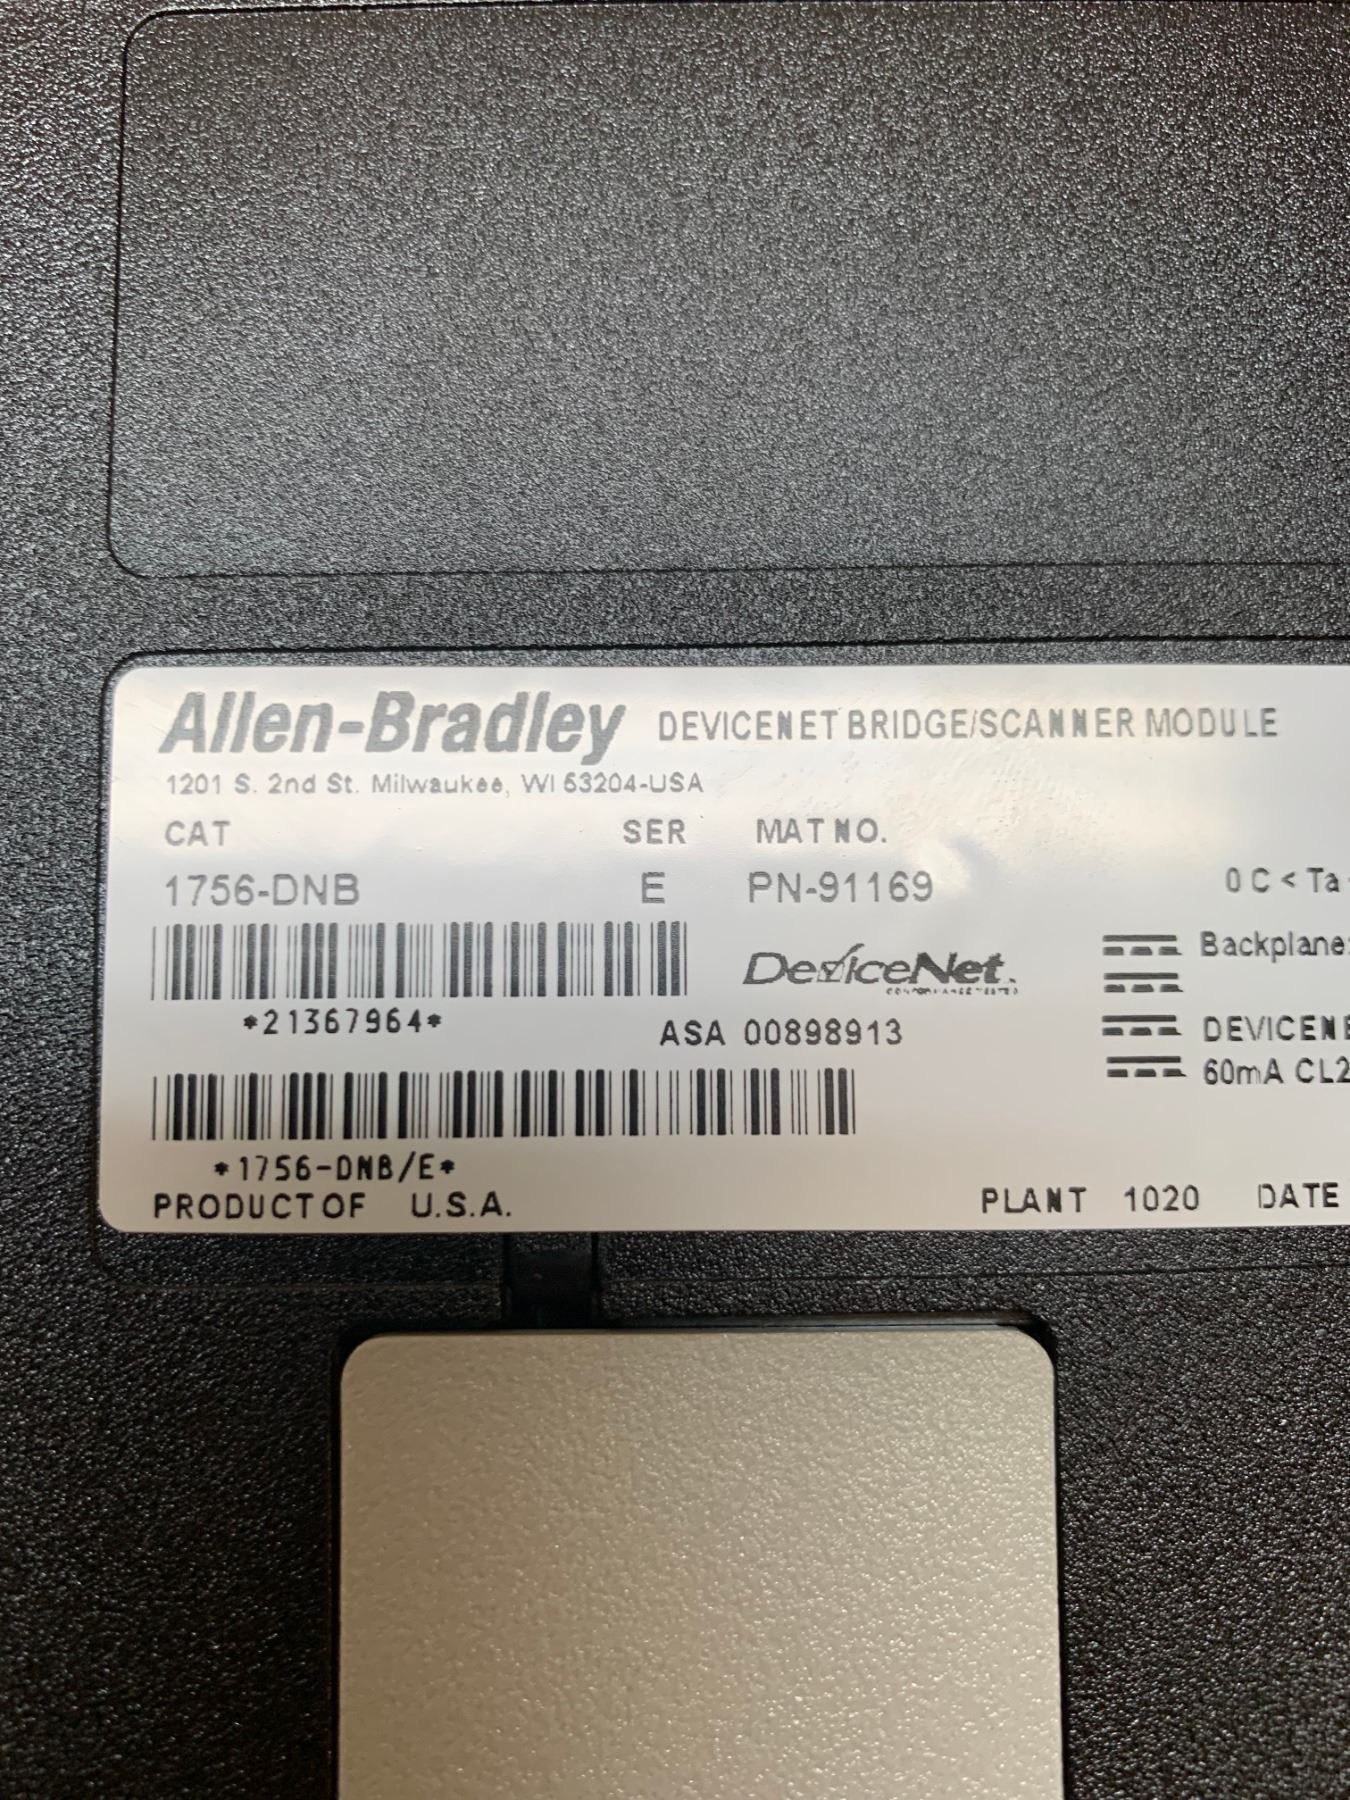 Allen-Bradley DEVICENET BRIDGE/SCANNER MODULE
1201 S. 2nd St. Milwaukee, WI 53204-USA
CAT SER MAT NO.
1756-DNB E PN-91169 0 C < Ta
Backplane:
DeviceNet
CONFORMANCE TESTED
*21367964* ASA 00898913 DEVICENE
60mA CL2
*1756-DNB/E*
PRODUCT OF U.S.A. PLANT 1020 DATE